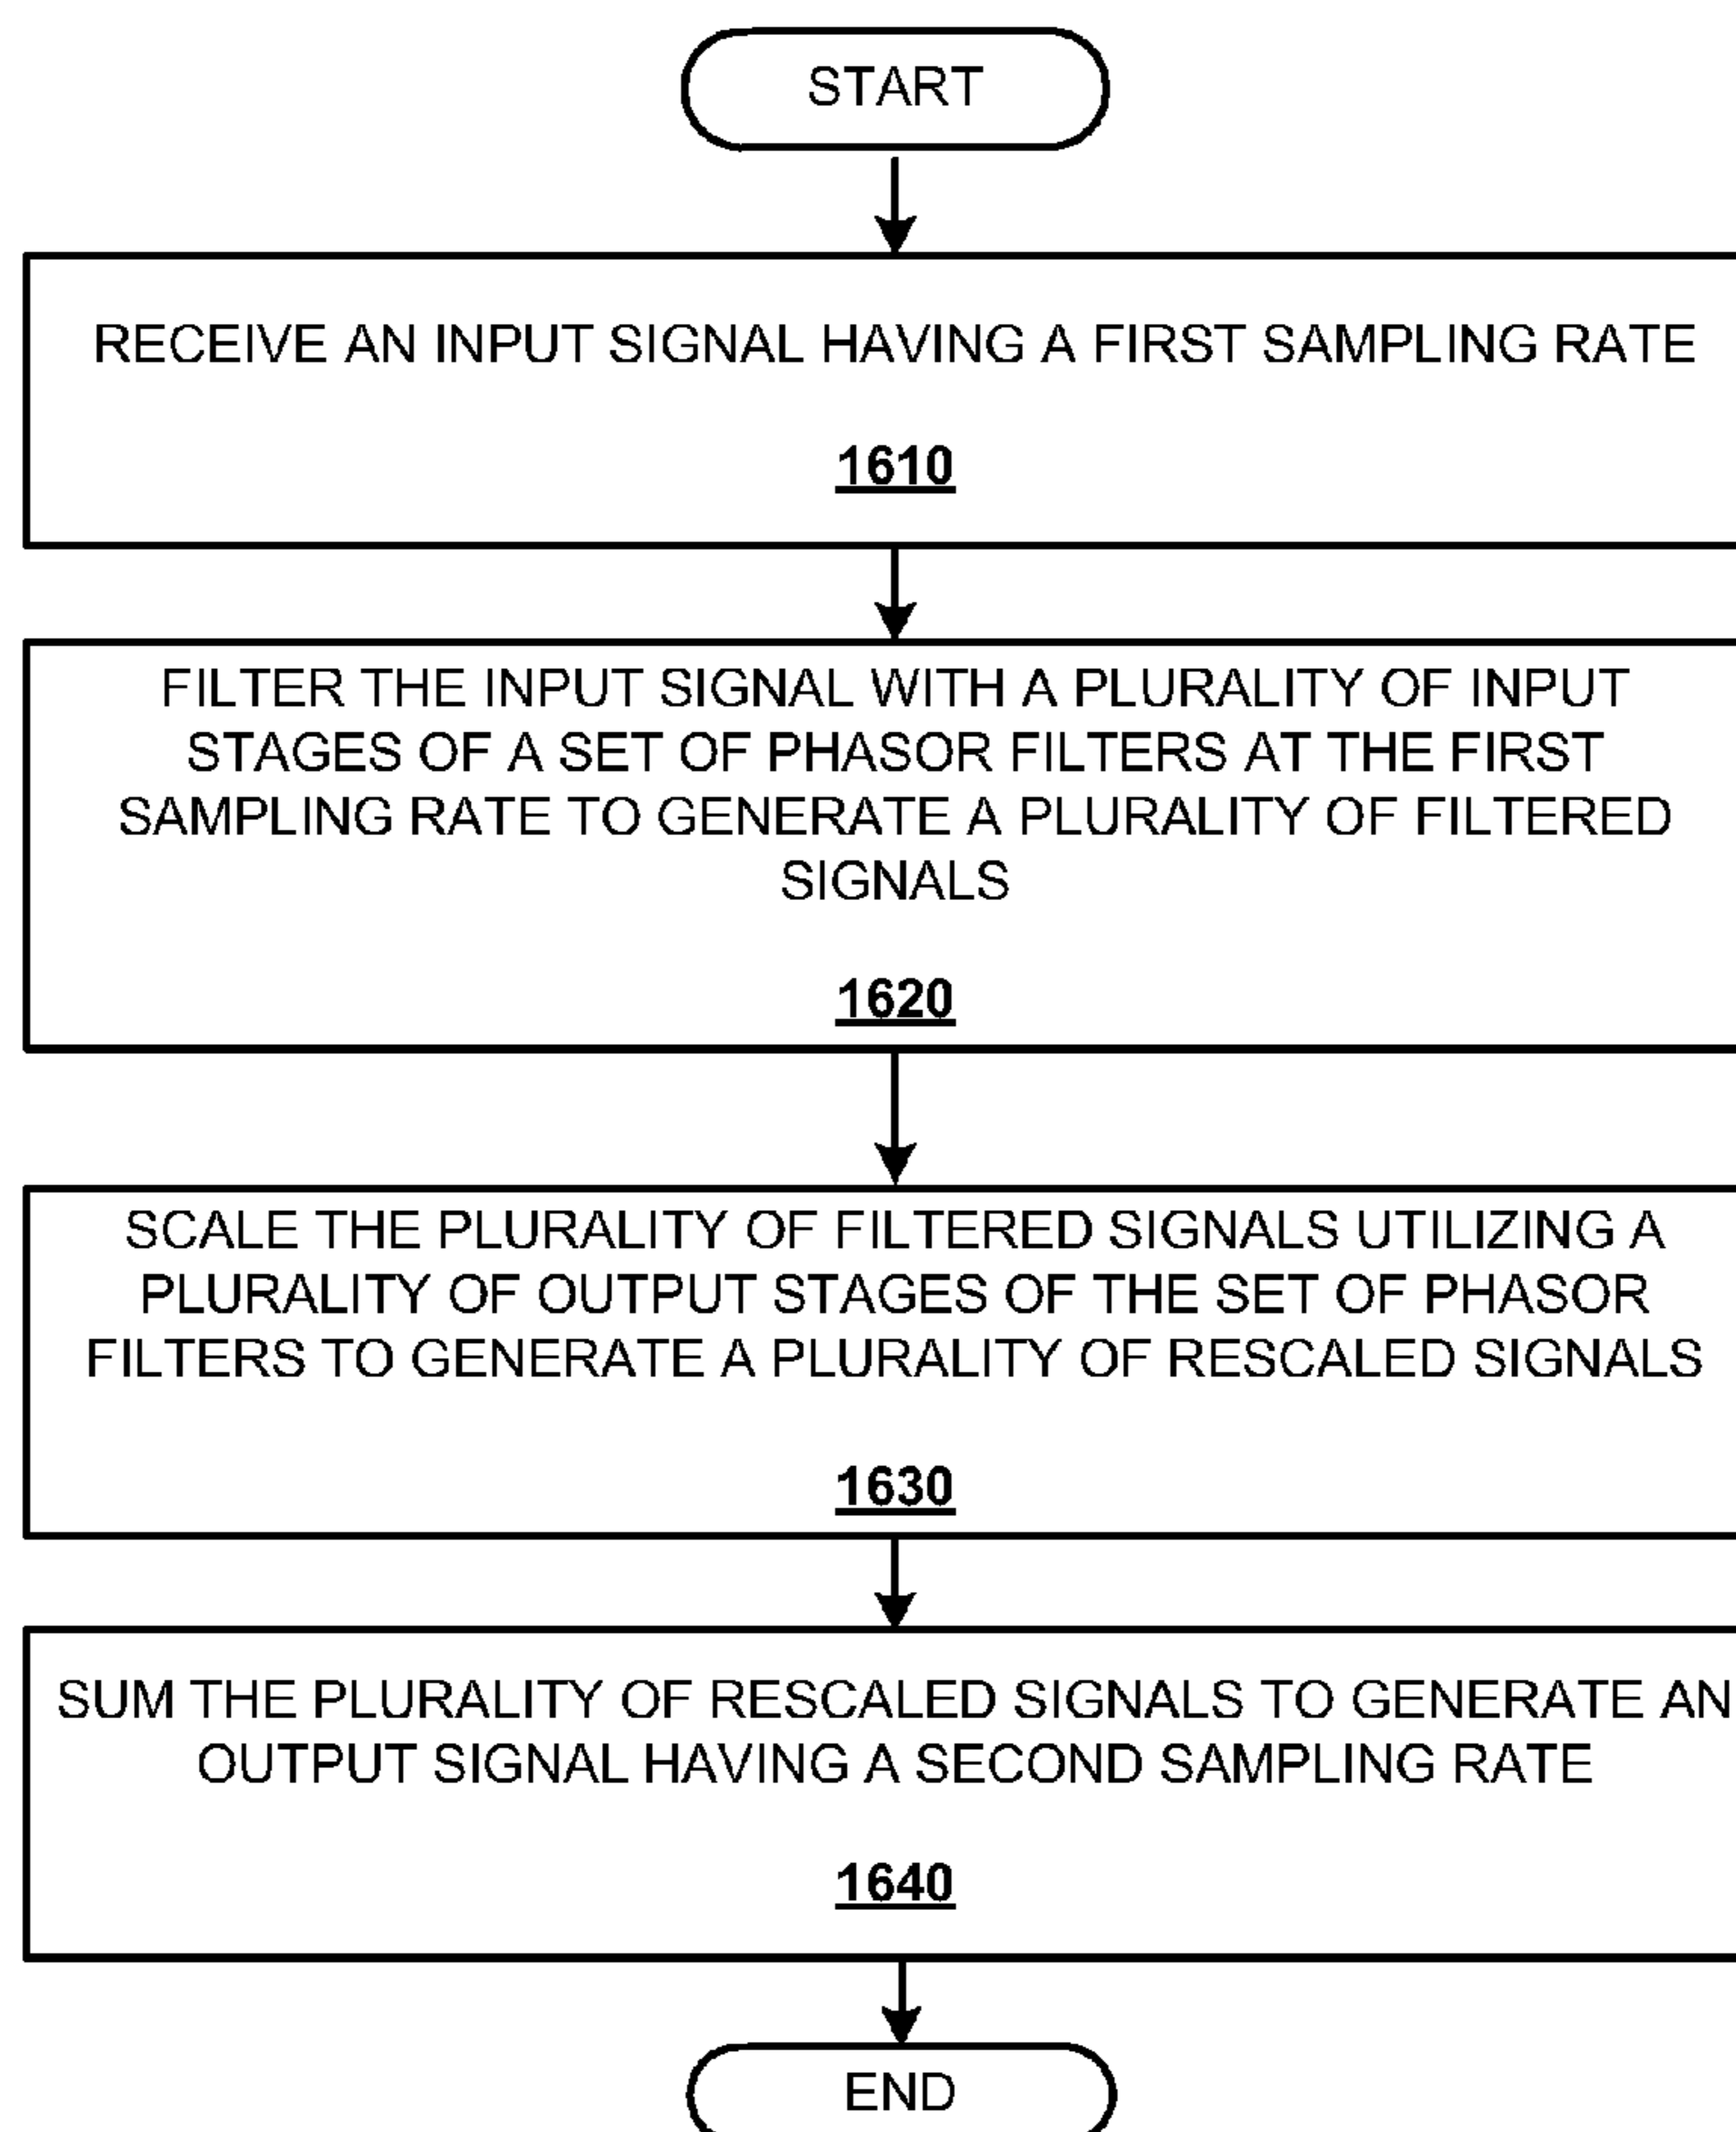 START
RECEIVE AN INPUT SIGNAL HAVING A FIRST SAMPLING RATE
1610
FILTER THE INPUT SIGNAL WITH A PLURALITY OF INPUT
STAGES OF A SET OF PHASOR FILTERS AT THE FIRST
SAMPLING RATE TO GENERATE A PLURALITY OF FILTERED
SIGNALS
1620
SCALE THE PLURALITY OF FILTERED SIGNALS UTILIZING A
PLURALITY OF OUTPUT STAGES OF THE SET OF PHASOR
FILTERS TO GENERATE A PLURALITY OF RESCALED SIGNALS
1630
SUM THE PLURALITY OF RESCALED SIGNALS TO GENERATE AN
OUTPUT SIGNAL HAVING A SECOND SAMPLING RATE
1640
END